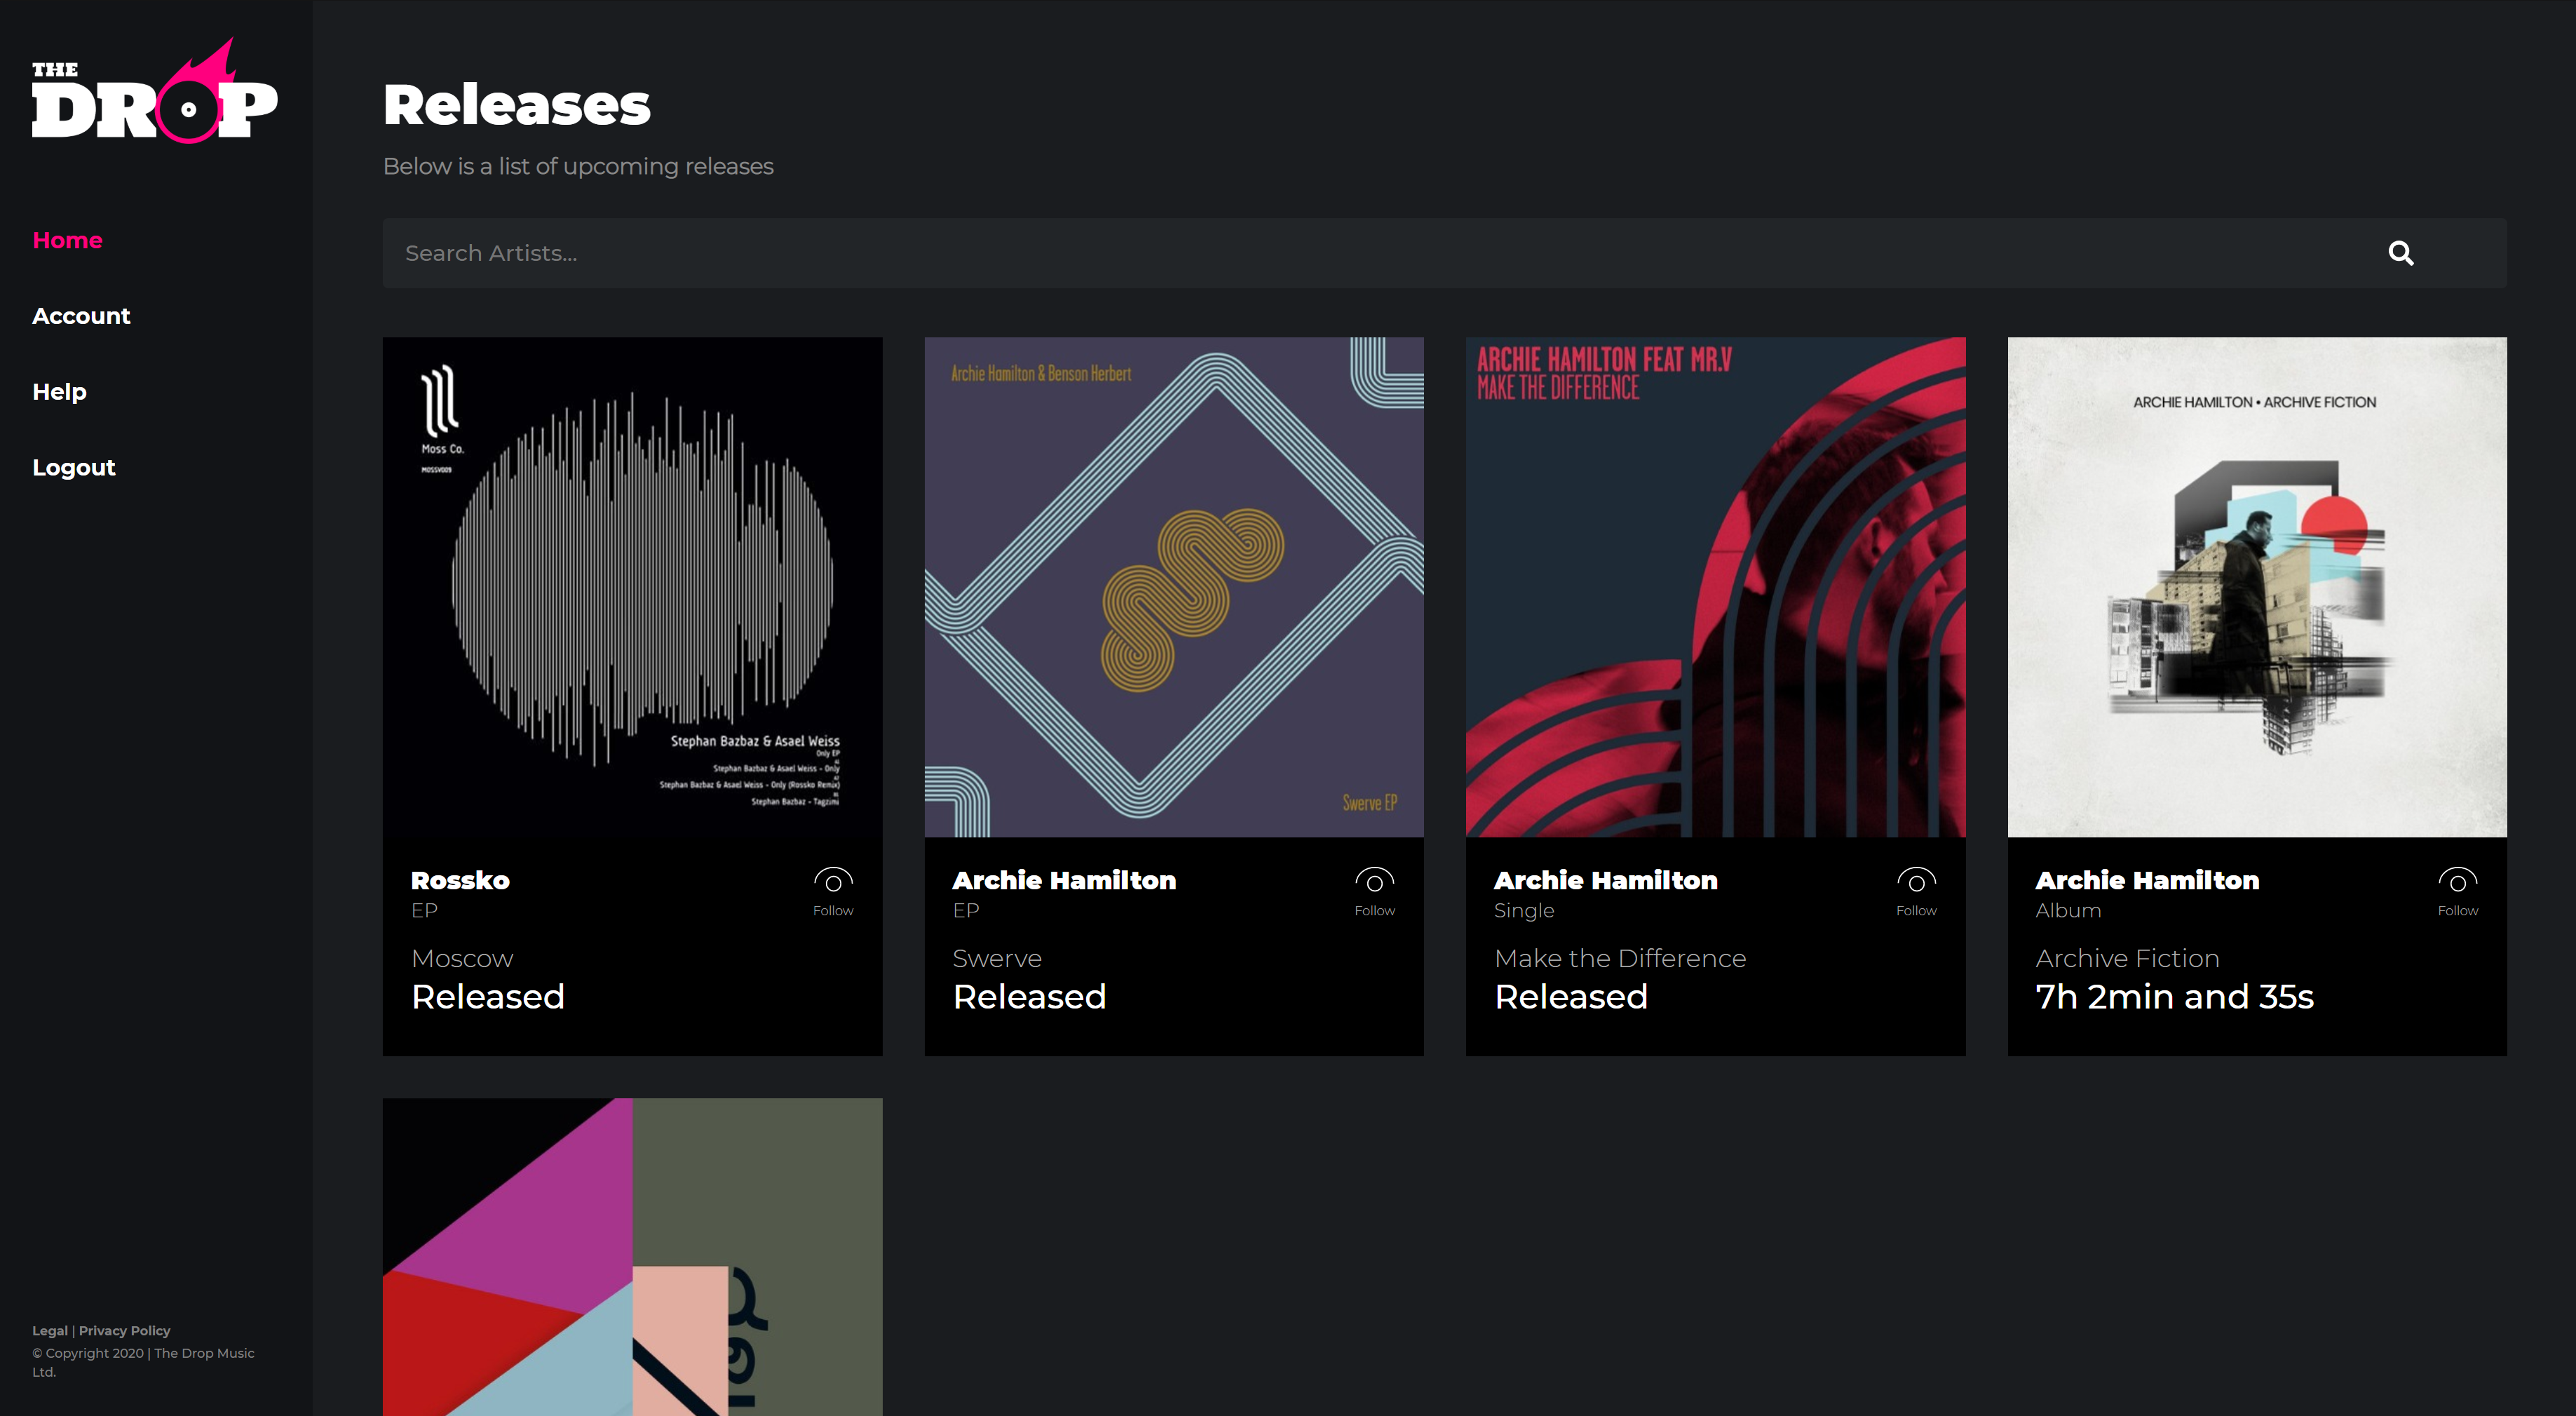 THE
DROP
Home
Account
Help
Logout
Legal | Privacy Policy
© Copyright 2020 | The Drop Music
Ltd.
Releases
Below is a list of upcoming releases
Search Artists...
Moss Co.
MOSSV009
Stephan Bazbaz & Asael Weiss
Only EP
Stephan Bazbaz & Asael Weiss - Only
Stephan Bazbaz & Asael Weiss - Only (Rossko Remix)
Stephan Bazbaz - Tagzimi
Rossko
EP
Follow
Moscow
Released
Archie Hamilton & Benson Herbert
Swerve EP
Archie Hamilton
EP
Follow
Swerve
Released
ARCHIE HAMILTON FEAT MR.V
MAKE THE DIFFERENCE
Archie Hamilton
Single
Follow
Make the Difference
Released
ARCHIE HAMILTON • ARCHIVE FICTION
Archie Hamilton
Album
Follow
Archive Fiction
7h 2min and 35s